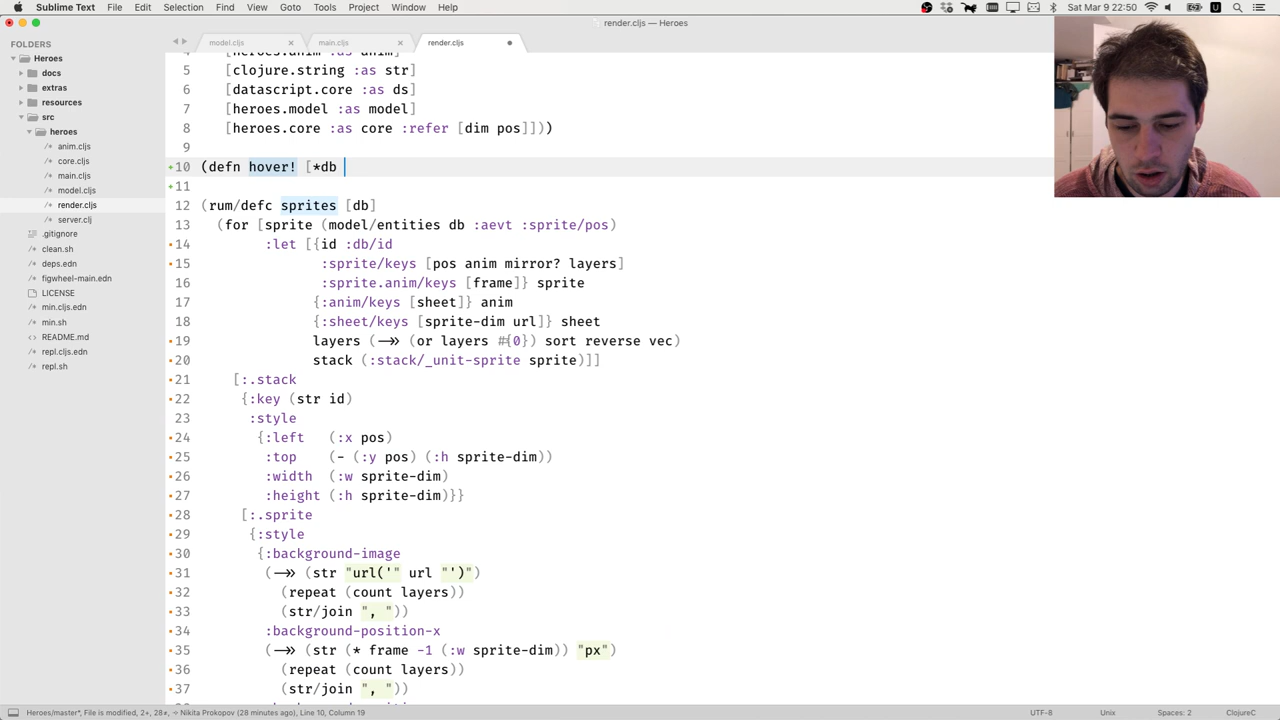 Sublime Text File Edit Selection Find View Goto Tools Project Window Help Sat Mar 9 22:50
render.cljs — Heroes
FOLDERS
Heroes
docs
extras
resources
src
heroes
anim.cljs
core.cljs
main.cljs
model.cljs
render.cljs
server.clj
.gitignore
clean.sh
deps.edn
figwheel-main.edn
LICENSE
min.cljs.edn
min.sh
README.md
repl.cljs.edn
repl.sh
model.cljs main.cljs render.cljs
4 [heroes.anim :as anim]
5 [clojure.string :as str]
6 [datascript.core :as ds]
7 [heroes.model :as model]
8 [heroes.core :as core :refer [dim pos]]))
9
10 (defn hover! [*db
11
12 (rum/defc sprites [db]
13 (for [sprite (model/entities db :aevt :sprite/pos)
14 :let [{id :db/id
15 :sprite/keys [pos anim mirror? layers]
16 :sprite.anim/keys [frame]} sprite
17 {:anim/keys [sheet]} anim
18 {:sheet/keys [sprite-dim url]} sheet
19 layers (->> (or layers #{0}) sort reverse vec)
20 stack (:stack/_unit-sprite sprite)]]
21 [:.stack
22 {:key (str id)
23 :style
24 {:left (:x pos)
25 :top (- (:y pos) (:h sprite-dim))
26 :width (:w sprite-dim)
27 :height (:h sprite-dim)}}
28 [:.sprite
29 {:style
30 {:background-image
31 (->> (str "url('" url "')")
32 (repeat (count layers))
33 (str/join ", "))
34 :background-position-x
35 (->> (str (* frame -1 (:w sprite-dim)) "px")
36 (repeat (count layers))
37 (str/join ", "))
Heroes/master*, File is modified, 2+, 28≠, ÷ Nikita Prokopov (28 minutes ago), Line 10, Column 19 UTF-8 Unix Spaces: 2 ClojureC